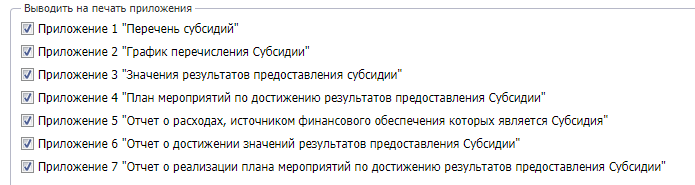 Выводить на печать приложения
Приложение 1 "Перечень субсидий"
Приложение 2 "График перечисления Субсидии"
Приложение 3 "Значения результатов предоставления субсидии"
Приложение 4 "План мероприятий по достижению результатов предоставления Субсидии"
Приложение 5 "Отчет о расходах, источником финансового обеспечения которых является Субсидия"
Приложение 6 "Отчет о достижении значений результатов предоставления Субсидии"
Приложение 7 "Отчет о реализации плана мероприятий по достижению результатов предоставления Субсидии"